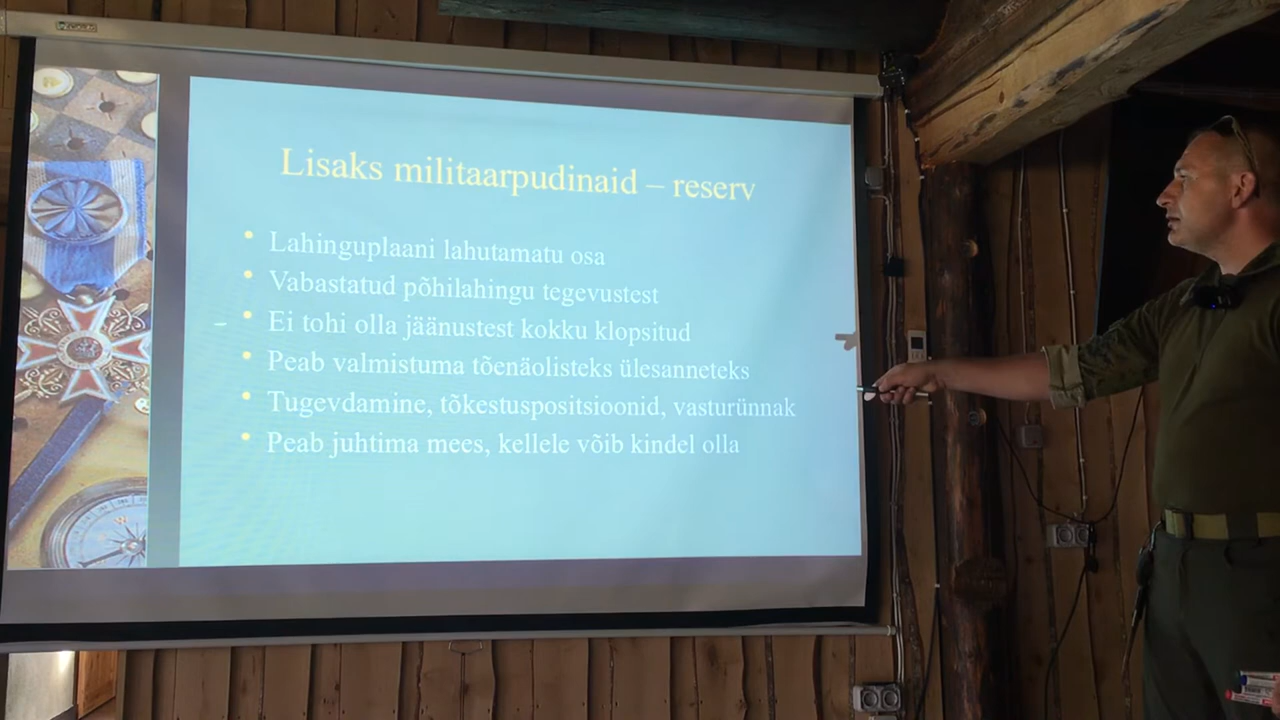 Lisaks militaarpudinaid – reserv
Lahinguplaani lahutamatu osa
Vabastatud põhilahingu tegevustest
Ei tohi olla jäänustest kokku klopsitud
Peab valmistuma tõenäolisteks ülesanneteks
Tugevdamine, tõkestuspositsioonid, vasturünnak
Peab juhtima mees, kellele võib kindel olla